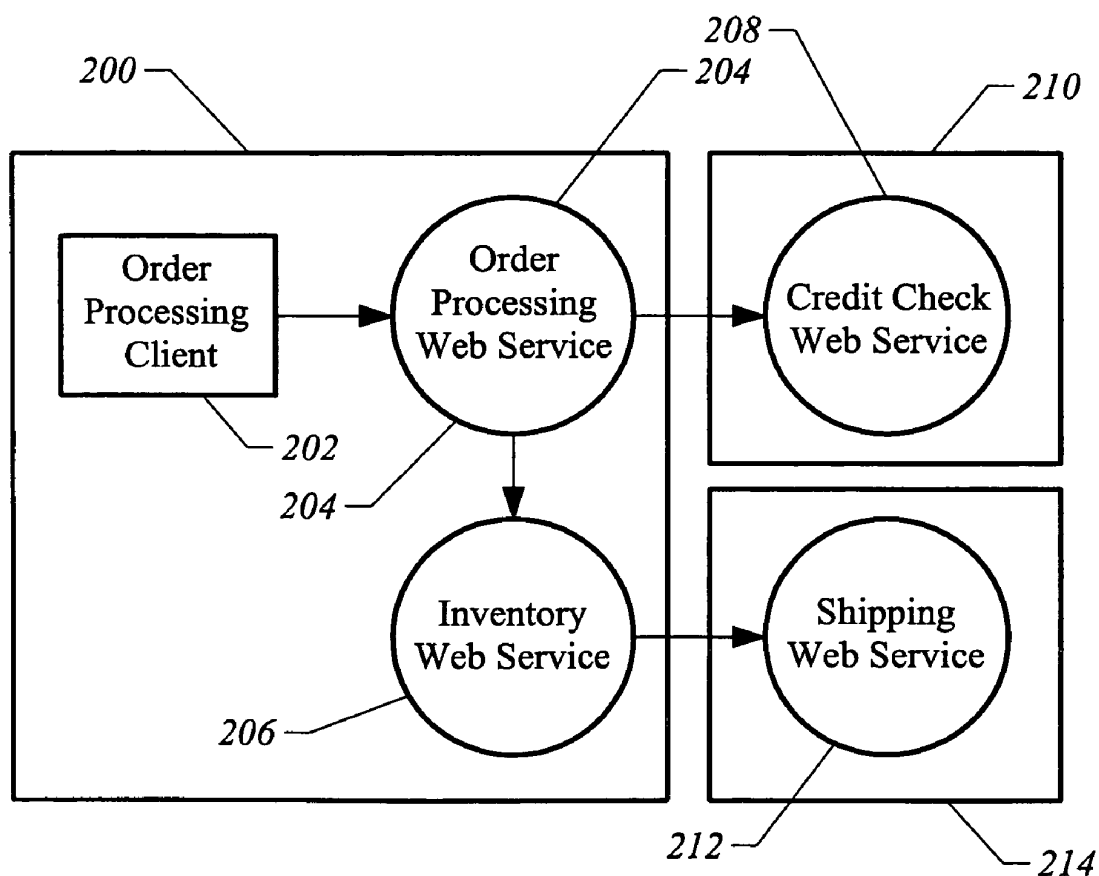 208
200
204
210
Order
Processing
Client
Order
Processing
Web Service
Credit Check
Web Service
202
204
Inventory
Web Service
Shipping
Web Service
206
212
214